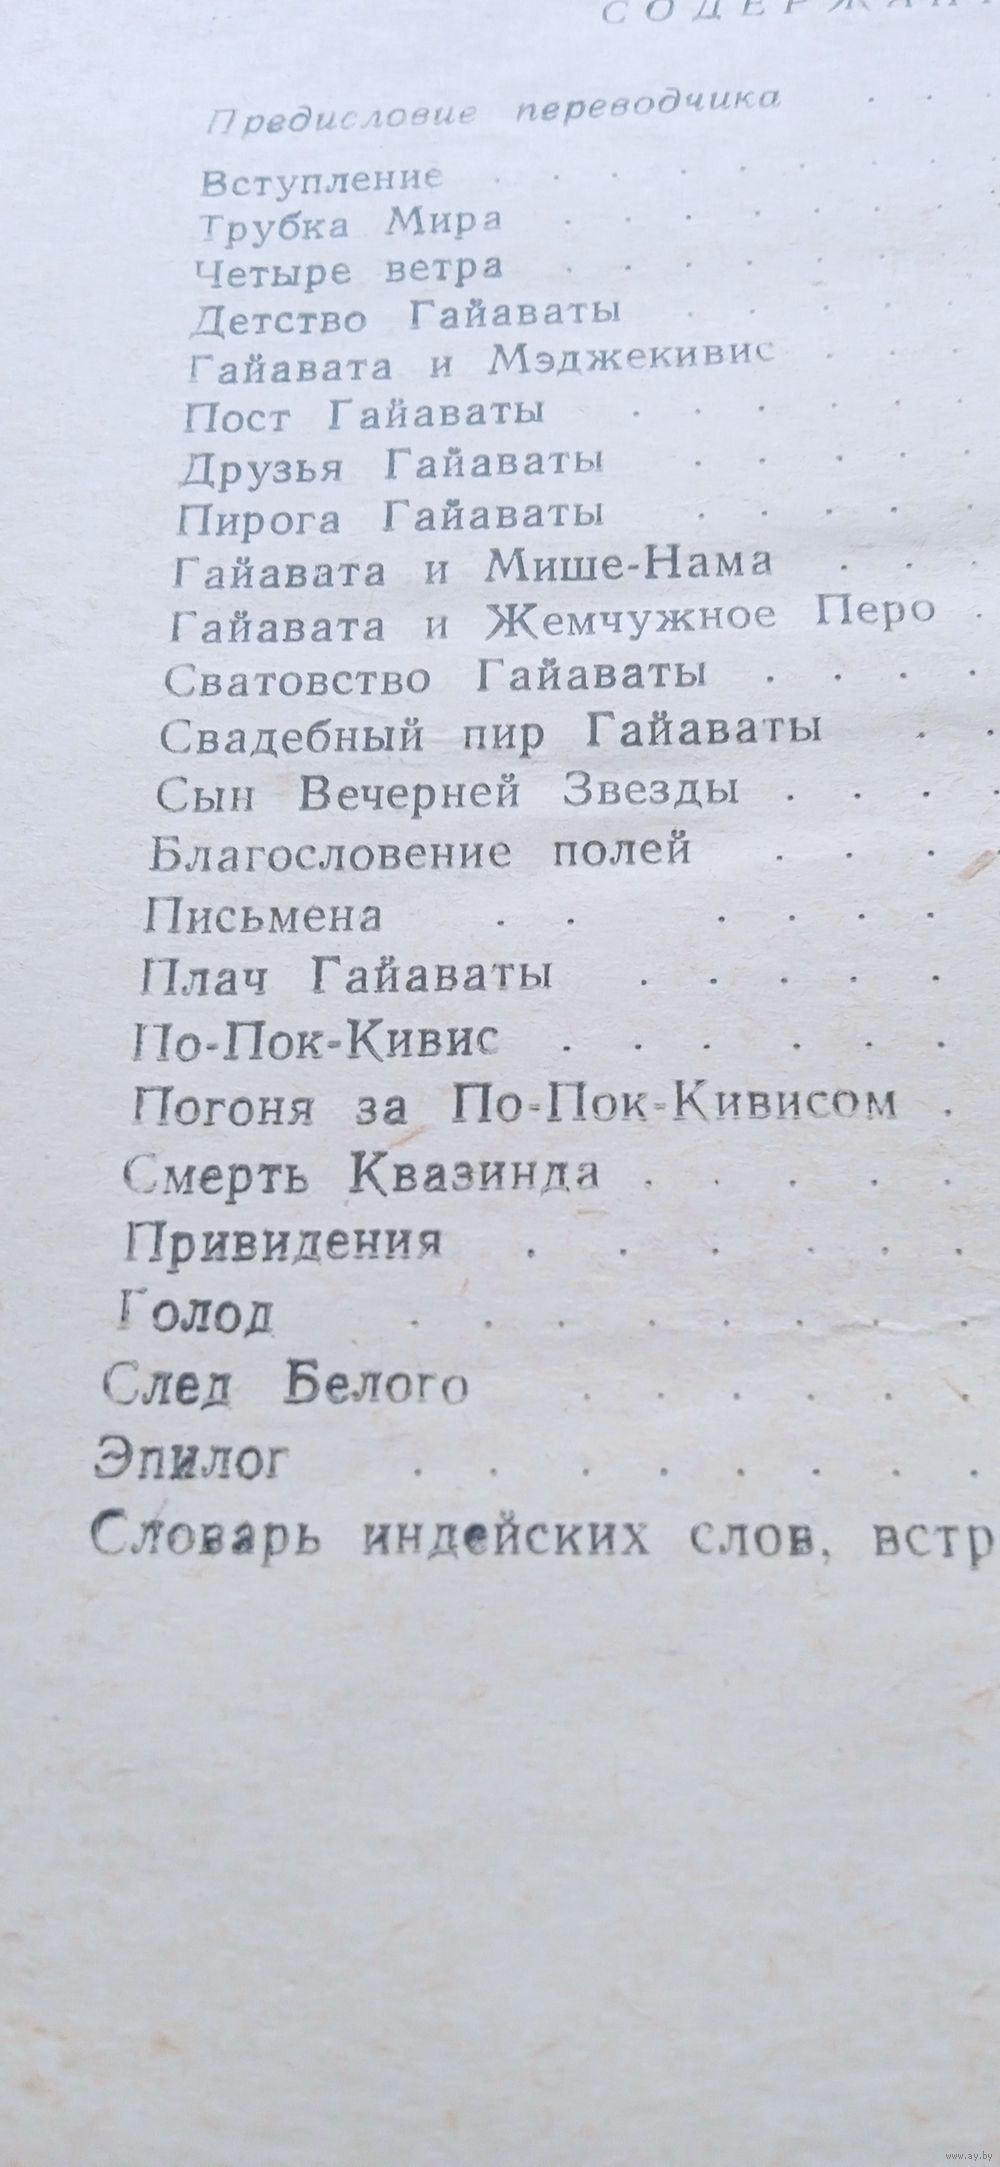 Предисловие переводчика
Вступление
Трубка Мира
Четыре ветра
Детство Гайаваты
Гайавата и Мэджекивис
Пост Гайаваты
Друзья Гайаваты
Пирога Гайаваты
Гайавата и Мише-Нама
Гайавата и Жемчужное Перо
Сватовство Гайаваты
Свадебный пир Гайаваты
Сын Вечерней Звезды
Благословение полей
Письмена
Плач Гайаваты
По-Пок-Кивис
Погоня за По-Пок-Кивисом
Смерть Квазинда
Привидения
Голод
След Белого
Эпилог
Словарь индейских слов, встр
www.ay.by